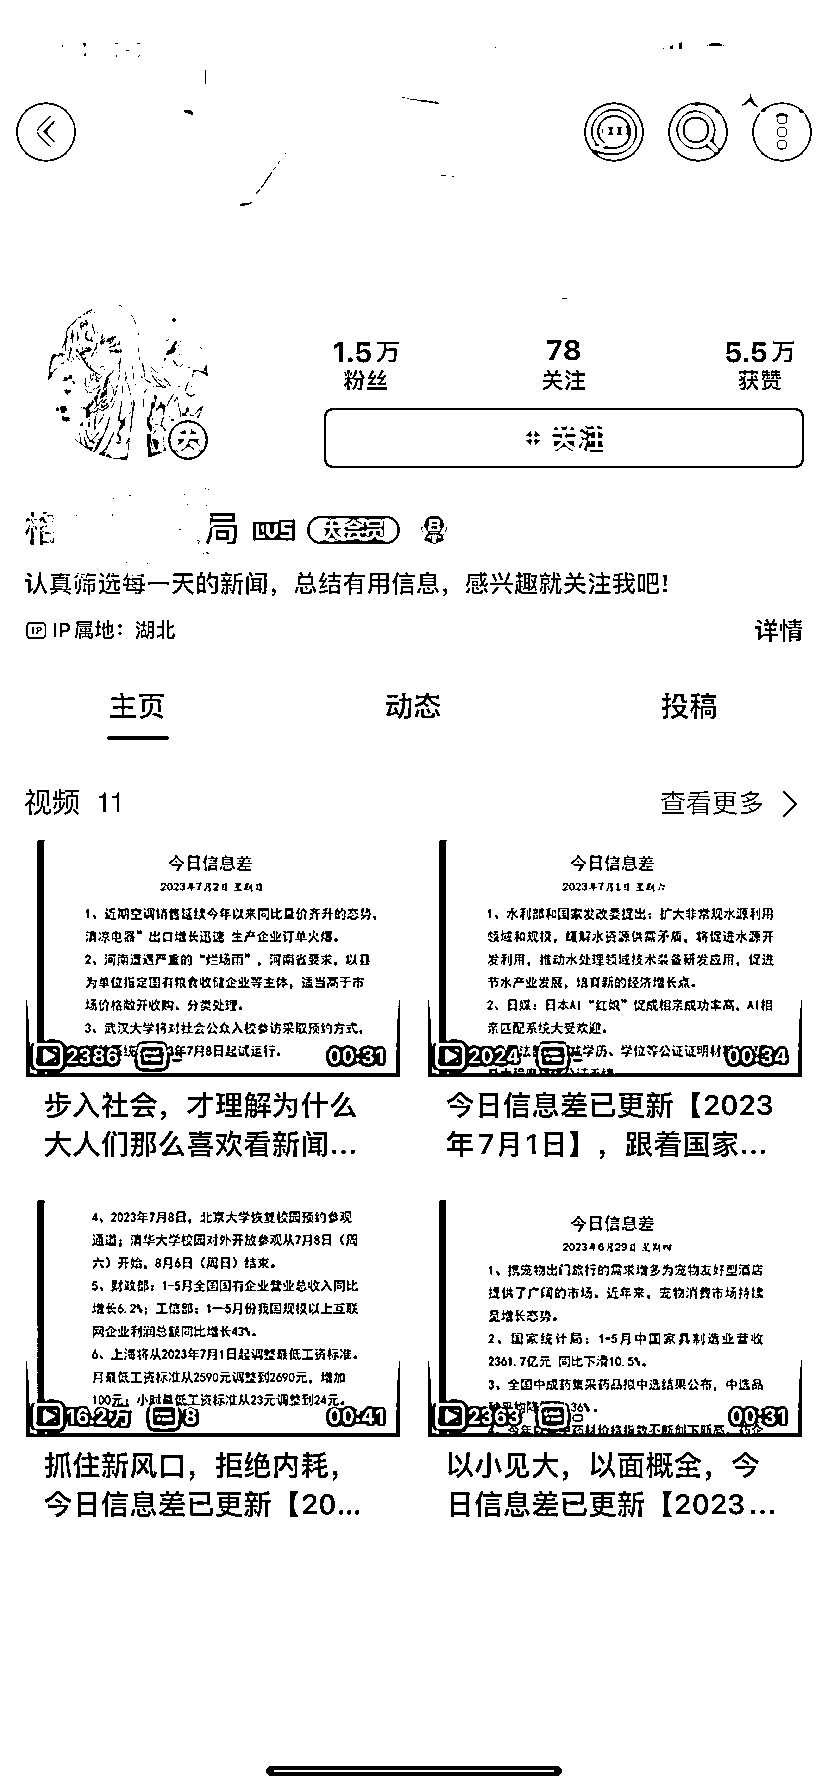 1.5万
78
5.5万
粉丝
关注
获赞
关注
局 LV5 大会员
认真筛选每一天的新闻，总结有用信息，感兴趣就关注我吧!
IP IP属地：湖北
详情
主页
动态
投稿
视频 11
查看更多
今日信息差
2023年7月2日 星期日
1、近期空调销售延续今年以来同比量价齐升的态势，
清凉电器"出口增长迅速 生产企业订单火爆。
2、河南遭遇严重的"烂场雨"，河南省要求，以县
为单位指定国有粮食收储企业等主体，适当高于市
场价格敞开收购、分类处理。
3、武汉大学将对社会公众入校参访采取预约方式，
年7月8日起试运行。
2386
00:31
步入社会，才理解为什么
大人们那么喜欢看新闻...
今日信息差
2023年7月1日 星期六
1、水利部和国家发改委提出：扩大非常规水源利用
领域和规模，缓解水资源供需矛盾，将促进水源开
发利用，推动水处理领域技术装备研发应用，促进
节水产业发展，培育新的经济增长点。
2、日媒：日本AI"红娘"促成相亲成功率高，AI相
亲匹配系统大受欢迎。
学历、学位等公证证明材
2024
00:34
今日信息差已更新【2023
年7月1日】，跟着国家...
4、2023年7月8日，北京大学恢复校园预约参观
通道；清华大学校园对外开放参观从7月8日（周
六）开始，8月6日（周日）结束。
5、财政部：1-5月全国国有企业营业总收入同比
增长6.2%；工信部：1—5月份我国规模以上互联
网企业利润总额同比增长43%。
6、上海将从2023年7月1日起调整最低工资标准。
月最低工资标准从2590元调整到2690元，增加
100元；小时最低工资标准从23元调整到24元。
16.2万
8
00:41
抓住新风口，拒绝内耗，
今日信息差已更新【20...
今日信息差
2023年6月29日 星期四
1、携宠物出门旅行的需求增多为宠物友好型酒店
提供了广阔的市场。近年来，宠物消费市场持续
呈增长态势。
2、国家统计局：1-5月中国家具制造业营收
2361.7亿元 同比下滑10.5%。
3、全国中成药集采药品拟中选结果公布，中选品
36%。
2363
00:31
以小见大，以面概全，今
日信息差已更新【2023...